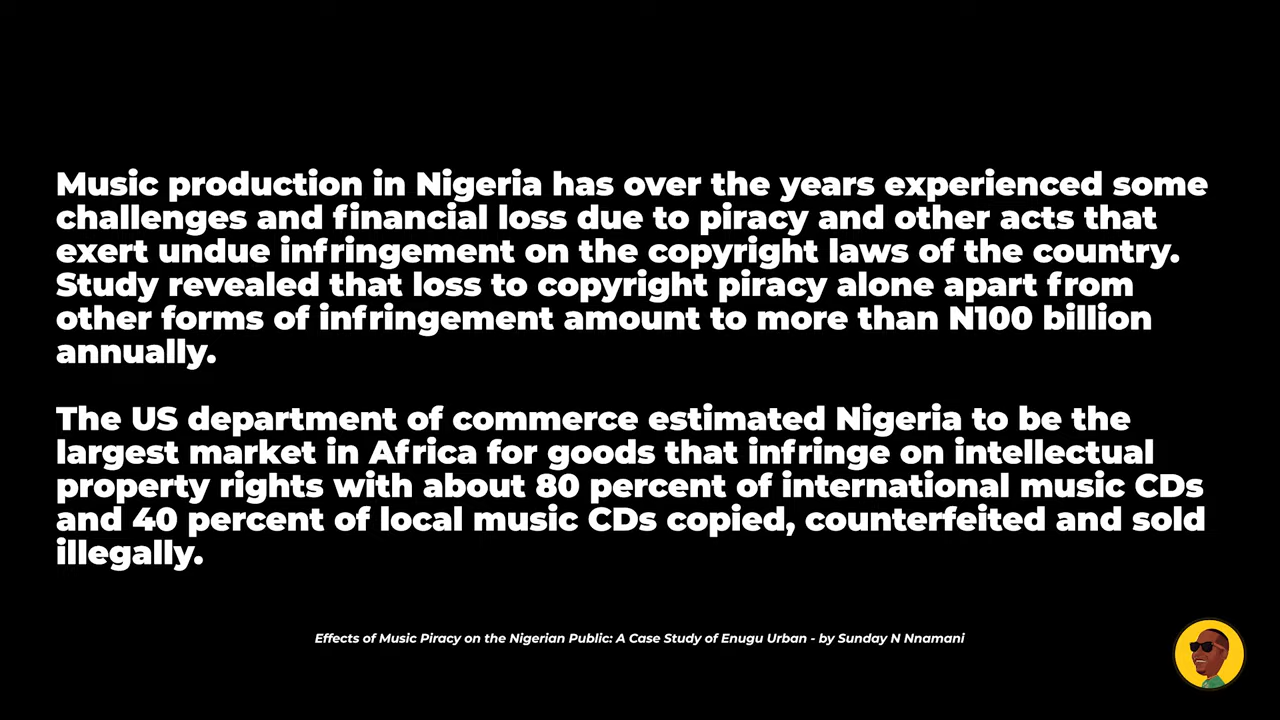 Music production in Nigeria has over the years experienced some
challenges and financial loss due to piracy and other acts that
exert undue infringement on the copyright laws of the country.
Study revealed that loss to copyright piracy alone apart from
other forms of infringement amount to more than N100 billion
annually.
The US department of commerce estimated Nigeria to be the
largest market in Africa for goods that infringe on intellectual
property rights with about 80 percent of international music CDs
and 40 percent of local music CDs copied, counterfeited and sold
illegally.
Effects of Music Piracy on the Nigerian Public: A Case Study of Enugu Urban - by Sunday N Nnamani